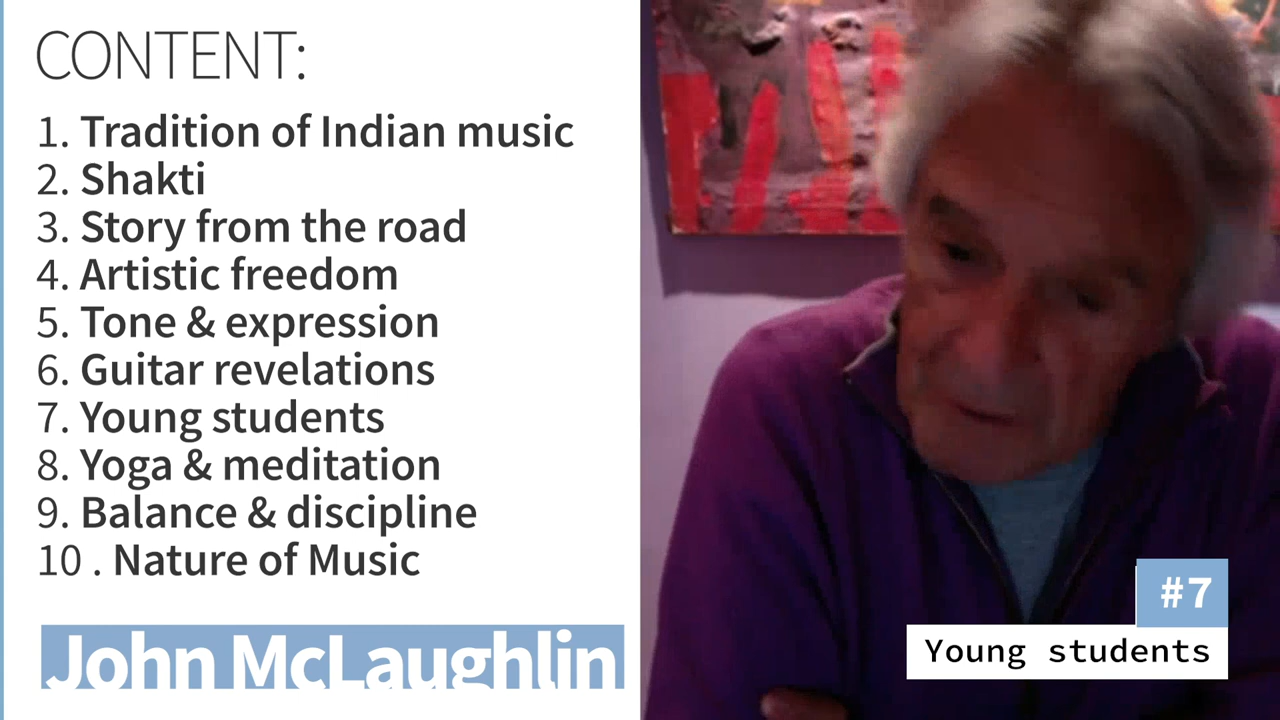 CONTENT:
1. Tradition of Indian music
2. Shakti
3. Story from the road
4. Artistic freedom
5. Tone & expression
6. Guitar revelations
7. Young students
8. Yoga & meditation
9. Balance & discipline
10 . Nature of Music
John McLaughlin
#7
Young students